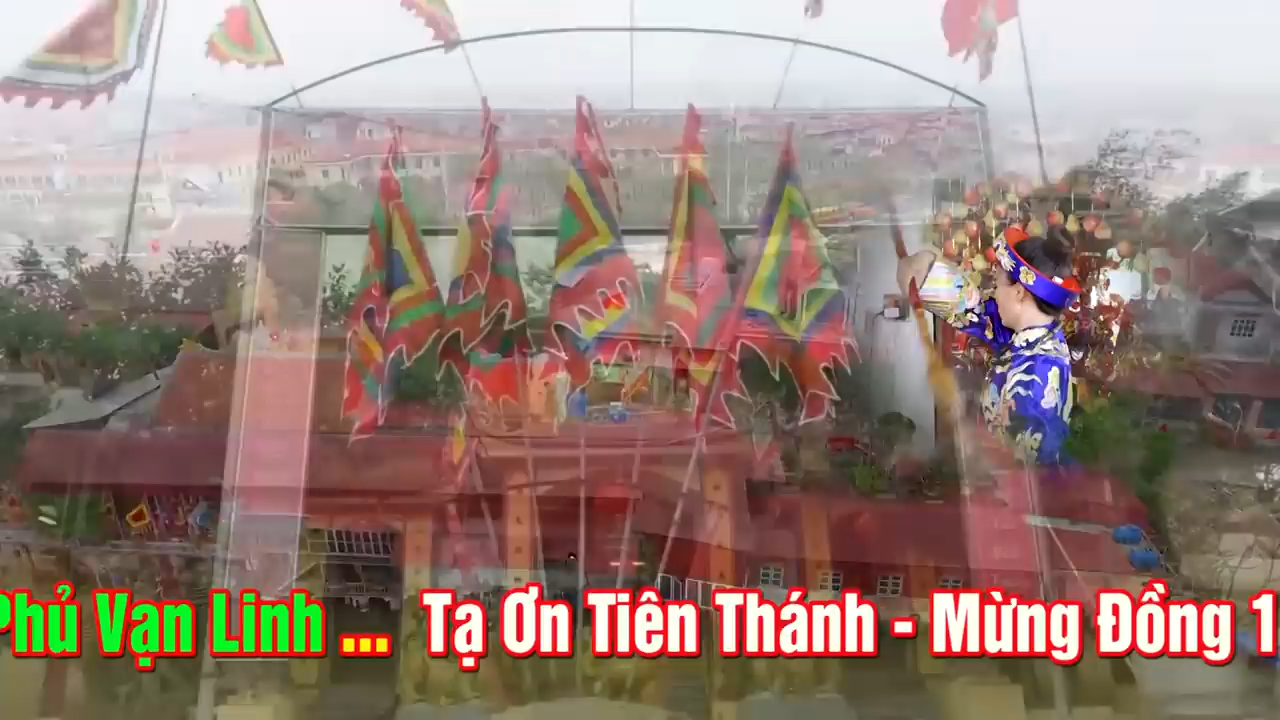 Phủ Vạn Linh ... Tạ Ơn Tiên Thánh - Mừng Đồng 1